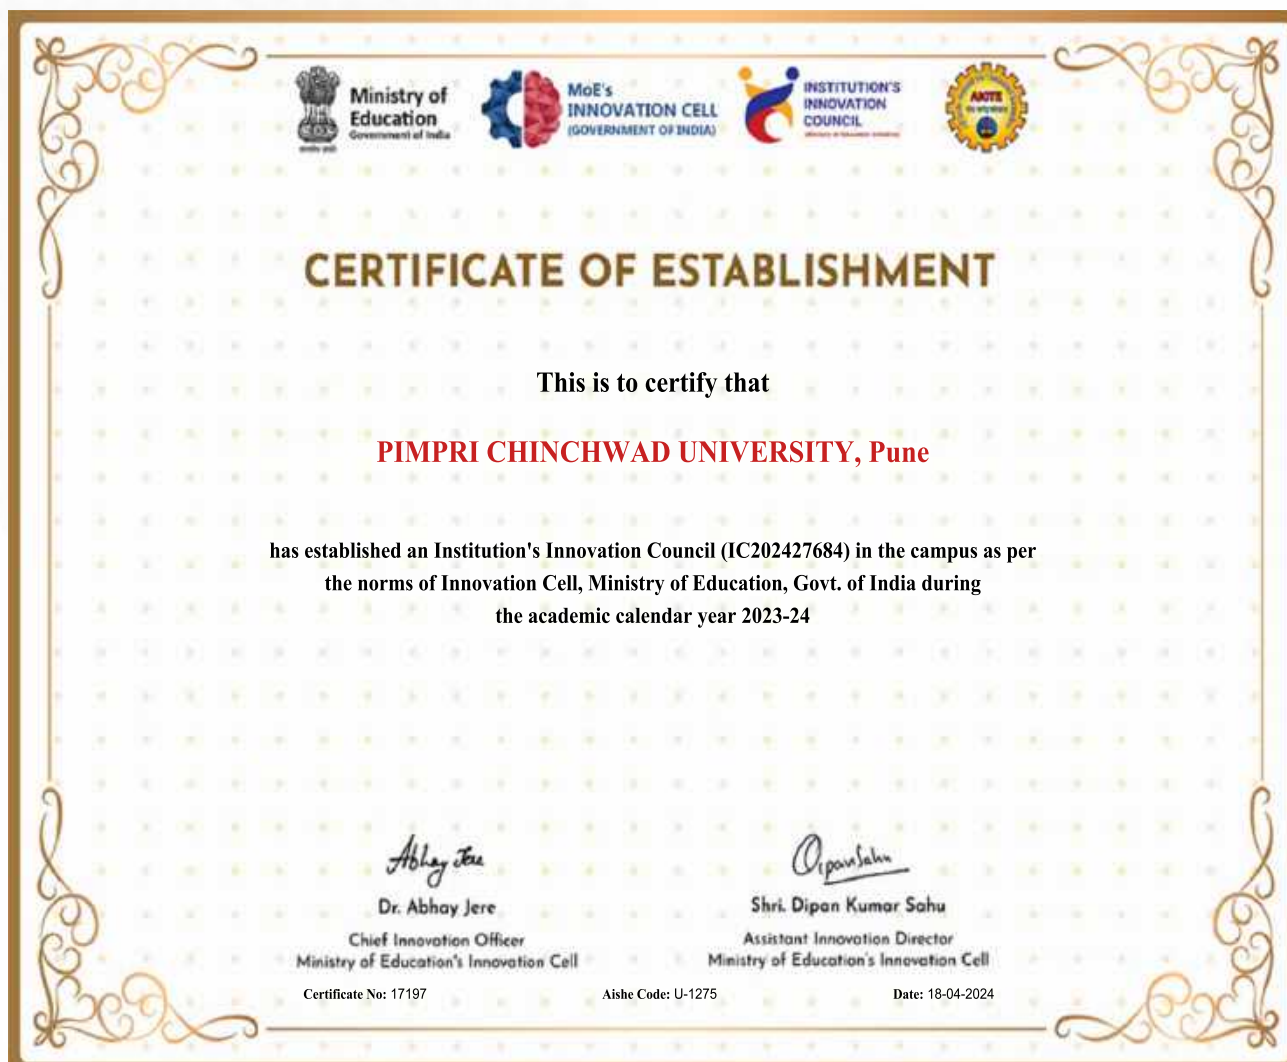 Ministry of
Education
Government of India
MoE's
INNOVATION CELL
(GOVERNMENT OF INDIA)
INSTITUTION'S
INNOVATION
COUNCIL
AICTE
CERTIFICATE OF ESTABLISHMENT
This is to certify that
PIMPRI CHINCHWAD UNIVERSITY, Pune
has established an Institution's Innovation Council (IC202427684) in the campus as per
the norms of Innovation Cell, Ministry of Education, Govt. of India during
the academic calendar year 2023-24
Abhay Jere
Dipan Sahu
Dr. Abhay Jere
Shri. Dipan Kumar Sahu
Chief Innovation Officer
Assistant Innovation Director
Ministry of Education's Innovation Cell
Ministry of Education's Innovation Cell
Certificate No: 17197
Aishe Code: U-1275
Date: 18-04-2024